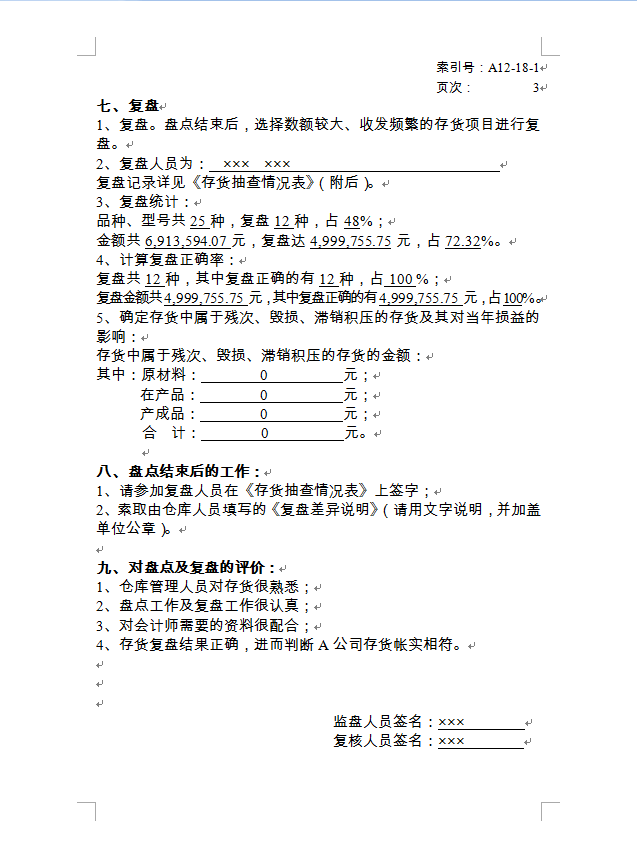 索引号：A12-18-1
页次： 3
七、复盘
1、复盘。盘点结束后，选择数额较大、收发频繁的存货项目进行复
盘。
2、复盘人员为： ××× ×××
复盘记录详见《存货抽查情况表》（附后）。
3、复盘统计：
品种、型号共 25 种，复盘 12 种，占 48%；
金额共 6,913,594.07 元，复盘达 4,999,755.75 元，占 72.32%。
4、计算复盘正确率：
复盘共 12 种，其中复盘正确的有 12 种，占 100 %；
复盘金额共 4,999,755.75 元，其中复盘正确的有 4,999,755.75 元，占 100%。
5、确定存货中属于残次、毁损、滞销积压的存货及其对当年损益的
影响：
存货中属于残次、毁损、滞销积压的存货的金额：
其中：原材料： 0 元；
在产品： 0 元；
产成品： 0 元；
合 计： 0 元。
八、盘点结束后的工作：
1、请参加复盘人员在《存货抽查情况表》上签字；
2、索取由仓库人员填写的《复盘差异说明》（请用文字说明，并加盖
单位公章）。
九、对盘点及复盘的评价：
1、仓库管理人员对存货很熟悉；
2、盘点工作及复盘工作很认真；
3、对会计师需要的资料很配合；
4、存货复盘结果正确，进而判断 A 公司存货帐实相符。
监盘人员签名：×××
复核人员签名：×××